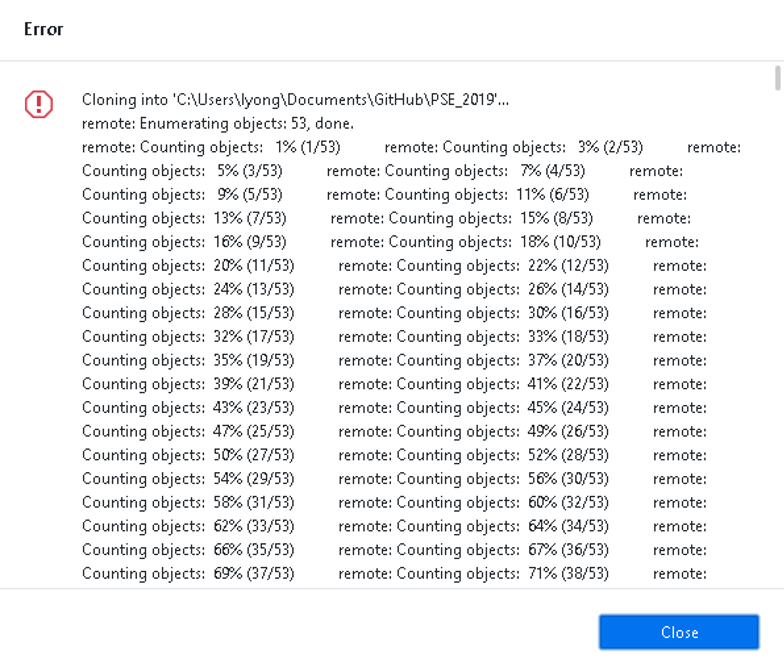 Error
Cloning into 'C:\Users\lyong\Documents\GitHub\PSE_2019'...
remote: Enumerating objects: 53, done.
remote: Counting objects:   1% (1/53)           remote: Counting objects:   3% (2/53)           remote:
Counting objects:   5% (3/53)           remote: Counting objects:   7% (4/53)           remote:
Counting objects:   9% (5/53)           remote: Counting objects:  11% (6/53)           remote:
Counting objects:  13% (7/53)           remote: Counting objects:  15% (8/53)           remote:
Counting objects:  16% (9/53)           remote: Counting objects:  18% (10/53)           remote:
Counting objects:  20% (11/53)           remote: Counting objects:  22% (12/53)           remote:
Counting objects:  24% (13/53)           remote: Counting objects:  26% (14/53)           remote:
Counting objects:  28% (15/53)           remote: Counting objects:  30% (16/53)           remote:
Counting objects:  32% (17/53)           remote: Counting objects:  33% (18/53)           remote:
Counting objects:  35% (19/53)           remote: Counting objects:  37% (20/53)           remote:
Counting objects:  39% (21/53)           remote: Counting objects:  41% (22/53)           remote:
Counting objects:  43% (23/53)           remote: Counting objects:  45% (24/53)           remote:
Counting objects:  47% (25/53)           remote: Counting objects:  49% (26/53)           remote:
Counting objects:  50% (27/53)           remote: Counting objects:  52% (28/53)           remote:
Counting objects:  54% (29/53)           remote: Counting objects:  56% (30/53)           remote:
Counting objects:  58% (31/53)           remote: Counting objects:  60% (32/53)           remote:
Counting objects:  62% (33/53)           remote: Counting objects:  64% (34/53)           remote:
Counting objects:  66% (35/53)           remote: Counting objects:  67% (36/53)           remote:
Counting objects:  69% (37/53)           remote: Counting objects:  71% (38/53)           remote:
Close